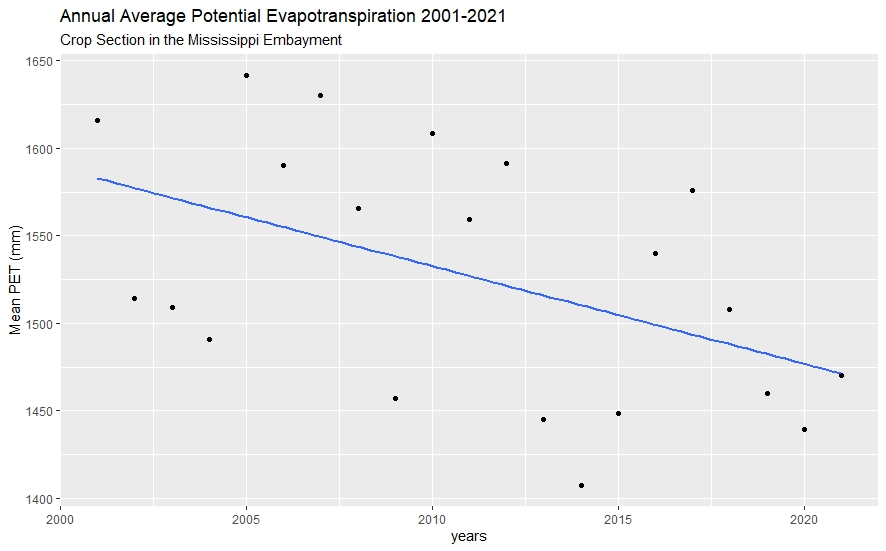 Annual Average Potential Evapotranspiration 2001-2021
Crop Section in the Mississippi Embayment
Mean PET (mm)
1650
1600
1550
1500
1450
1400
2000
2005
2010
2015
2020
years